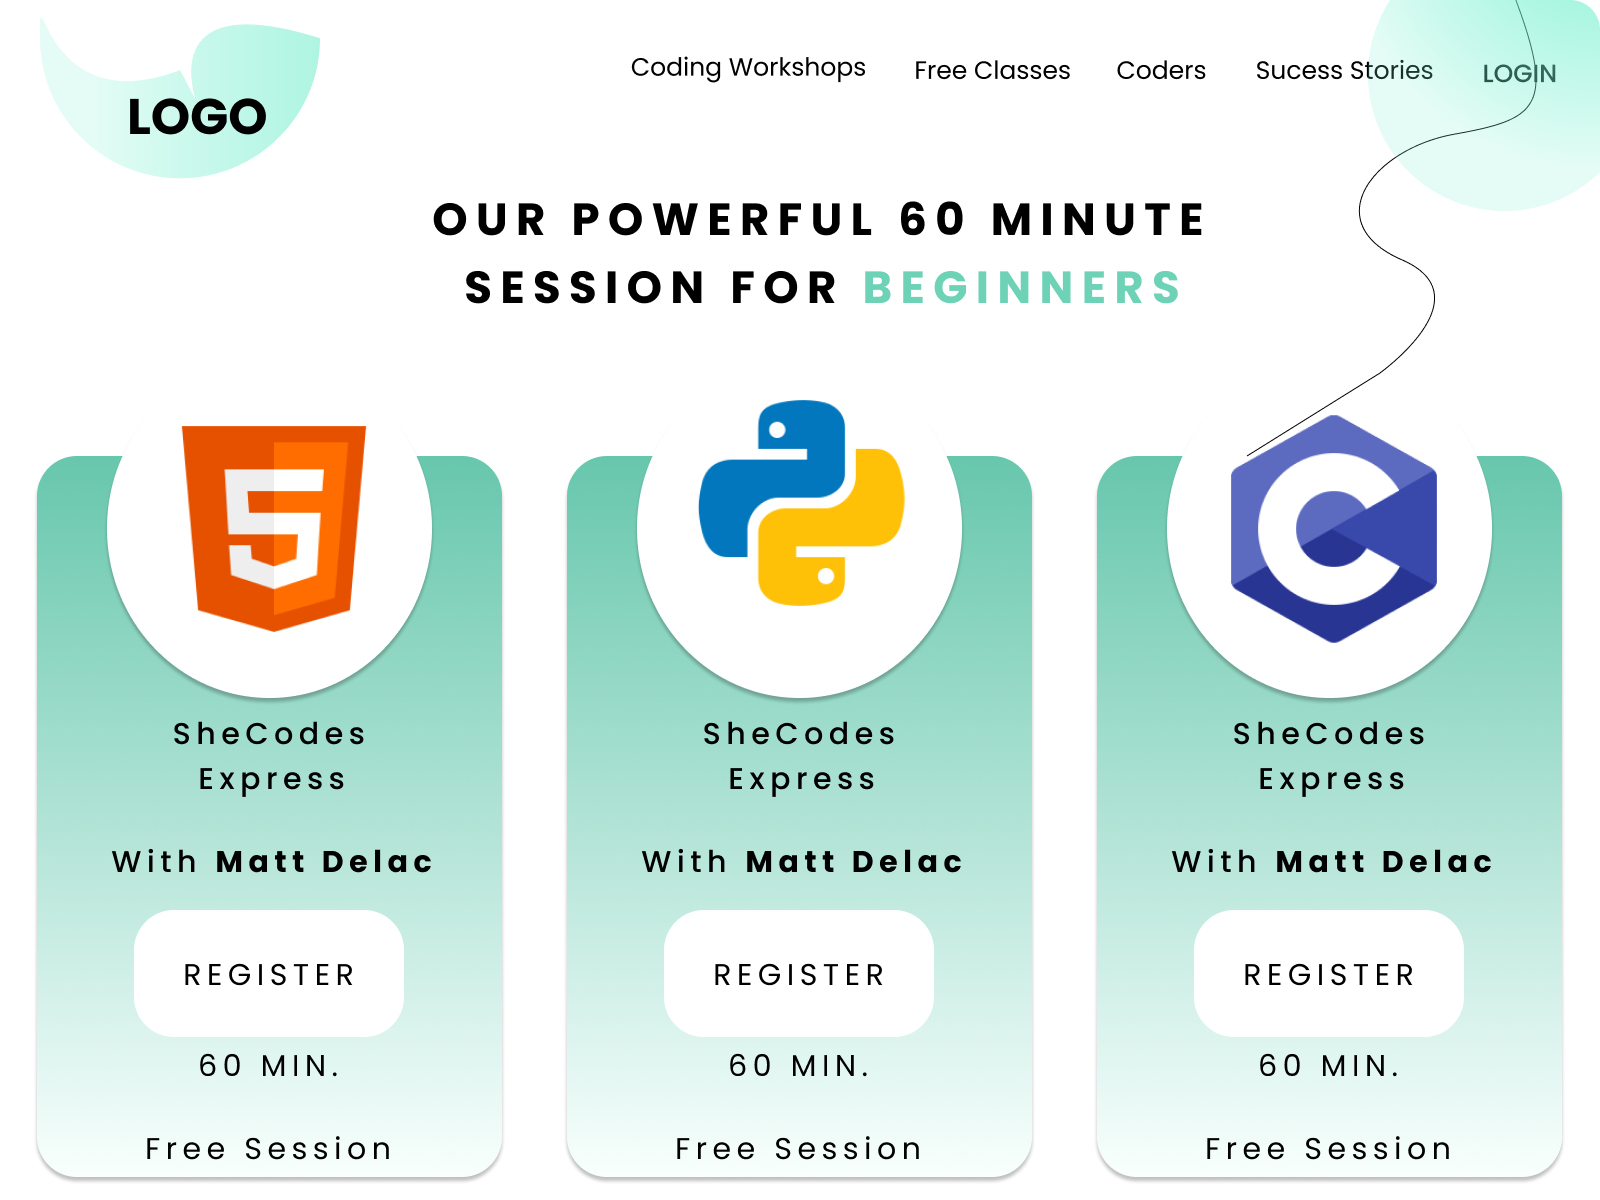 LOGO
Coding Workshops
Free Classes
Coders
Sucess Stories
LOGIN
OUR POWERFUL 60 MINUTE
SESSION FOR BEGINNERS
5
SheCodes
Express
With Matt Delac
REGISTER
60 MIN.
Free Session
SheCodes
Express
With Matt Delac
REGISTER
60 MIN.
Free Session
C
SheCodes
Express
With Matt Delac
REGISTER
60 MIN.
Free Session